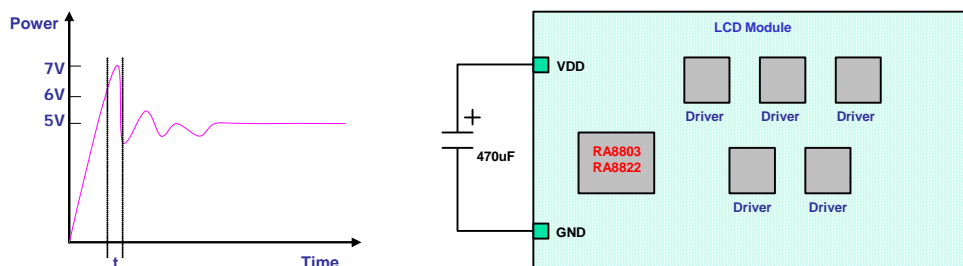 Power
7V
6V
5V
t
Time
LCD Module
VDD
+
470uF
GND
RA8803
RA8822
Driver
Driver
Driver
Driver
Driver